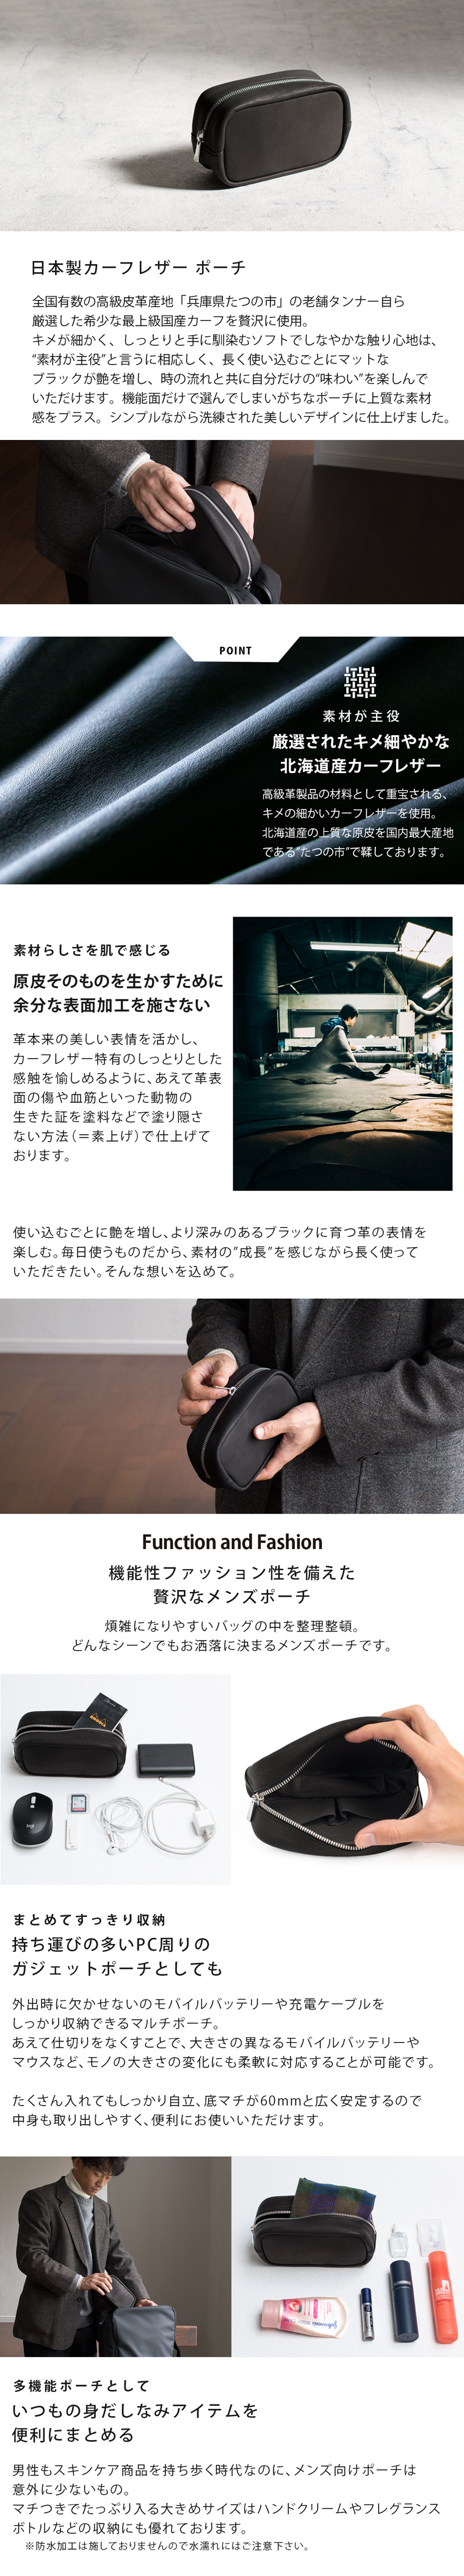 日本製カーフレザー ポーチ
全国有数の高級皮革産地「兵庫県たつの市」の老舗タンナー自ら
厳選した希少な最上級国産カーフを贅沢に使用。
キメが細かく、しっとりと手に馴染むソフトでしなやかな触り心地は、
“素材が主役”と言うに相応しく、長く使い込むごとにマットな
ブラックが艶を増し、時の流れと共に自分だけの“味わい”を楽しんで
いただけます。機能面だけで選んでしまいがちなポーチに上質な素材
感をプラス。シンプルながら洗練された美しいデザインに仕上げました。
POINT
素材が主役
厳選されたキメ細やかな
北海道産カーフレザー
高級革製品の材料として重宝される、
キメの細かいカーフレザーを使用。
北海道産の上質な原皮を国内最大産地
である”たつの市”で鞣しております。
素材らしさを肌で感じる
原皮そのものを生かすために
余分な表面加工を施さない
革本来の美しい表情を活かし、
カーフレザー特有のしっとりとした
感触を愉しめるように、あえて革表
面の傷や血筋といった動物の
生きた証を塗料などで塗り隠さ
ない方法（＝素上げ）で仕上げて
おります。
使い込むごとに艶を増し、より深みのあるブラックに育つ革の表情を
楽しむ。毎日使うものだから、素材の”成長”を感じながら長く使って
いただきたい。そんな想いを込めて。
Function and Fashion
機能性ファッション性を備えた
贅沢なメンズポーチ
煩雑になりやすいバッグの中を整理整頓。
どんなシーンでもお洒落に決まるメンズポーチです。
RHODIA
logi
まとめてすっきり収納
持ち運びの多いPC周りの
ガジェットポーチとしても
外出時に欠かせないのモバイルバッテリーや充電ケーブルを
しっかり収納できるマルチポーチ。
あえて仕切りをなくすことで、大きさの異なるモバイルバッテリーや
マウスなど、モノの大きさの変化にも柔軟に対応することが可能です。
たくさん入れてもしっかり自立、底マチが60mmと広く安定するので
中身も取り出しやすく、便利にお使いいただけます。
多機能ポーチとして
いつもの身だしなみアイテムを
便利にまとめる
男性もスキンケア商品を持ち歩く時代なのに、メンズ向けポーチは
意外に少ないもの。
マチつきでたっぷり入る大きめサイズはハンドクリームやフレグランス
ボトルなどの収納にも優れております。
※防水加工は施しておりませんので水濡れにはご注意下さい。